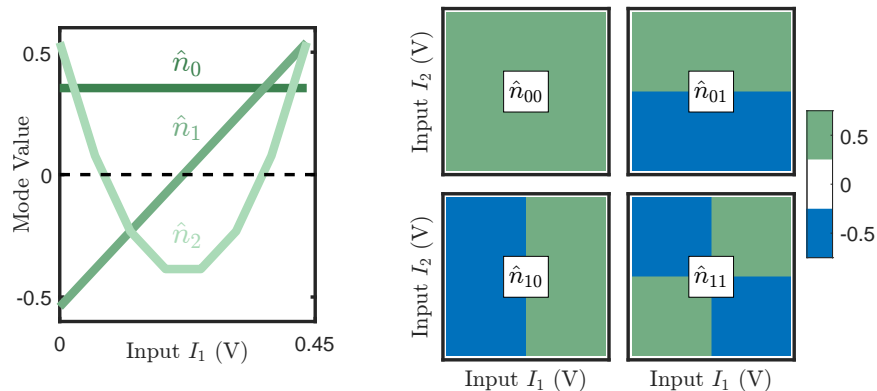 0.5
0
-0.5
Mode Value
n̂₀
n̂₁
n̂₂
0
0.45
Input I₁ (V)
Input I₂ (V)
n̂₀₀
n̂₀₁
Input I₂ (V)
n̂₁₀
n̂₁₁
Input I₁ (V)
Input I₁ (V)
0.5
0
-0.5